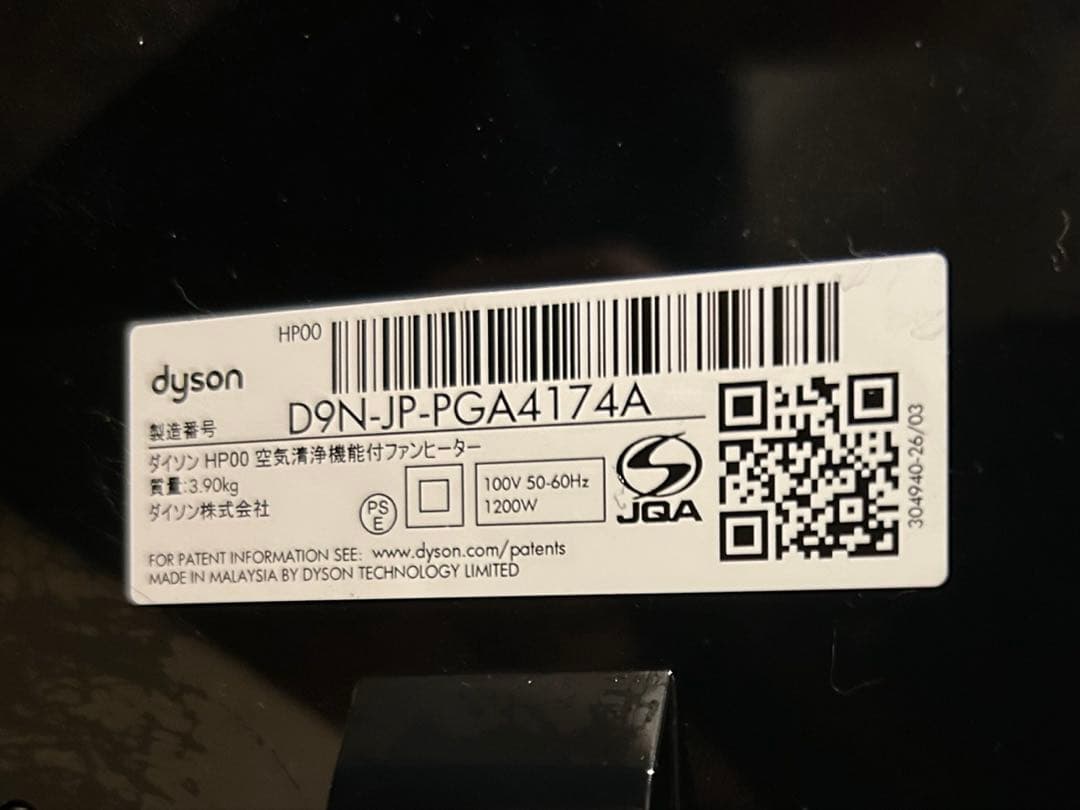 HP00
dyson
製造番号 D9N-JP-PGA4174A
ダイソン HP00 空気清浄機能付ファンヒーター
質量:3.90kg
ダイソン株式会社
PS
E
100V 50-60Hz
1200W
JQA
304940-26/03
FOR PATENT INFORMATION SEE: www.dyson.com/patents
MADE IN MALAYSIA BY DYSON TECHNOLOGY LIMITED